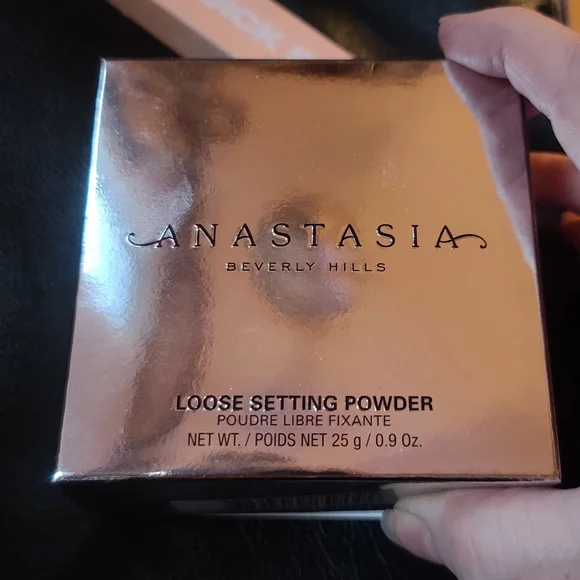 ANASTASIA
BEVERLY HILLS
LOOSE SETTING POWDER
POUDRE LIBRE FIXANTE
NET WT. / POIDS NET 25 g / 0.9 Oz.